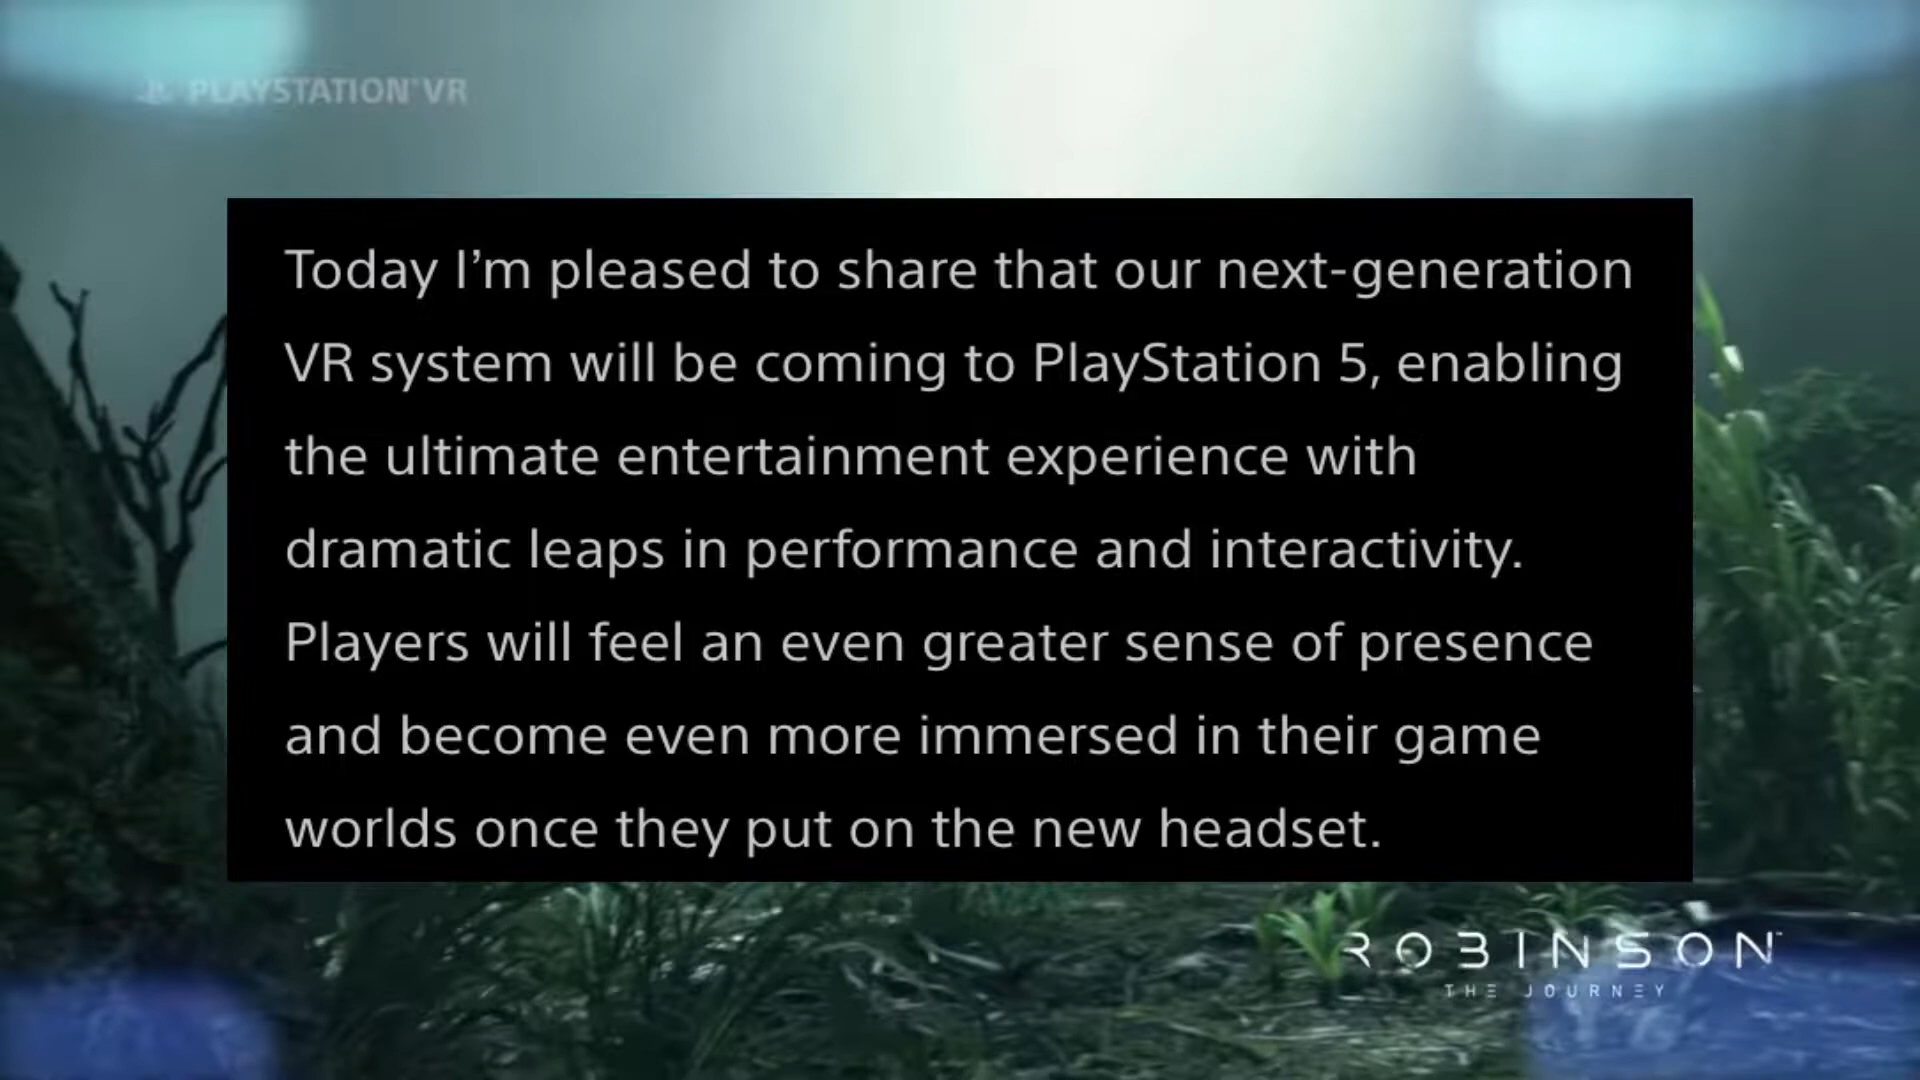 PLAYSTATION®VR
Today I’m pleased to share that our next-generation
VR system will be coming to PlayStation 5, enabling
the ultimate entertainment experience with
dramatic leaps in performance and interactivity.
Players will feel an even greater sense of presence
and become even more immersed in their game
worlds once they put on the new headset.
ROBINSON™
THE JOURNEY